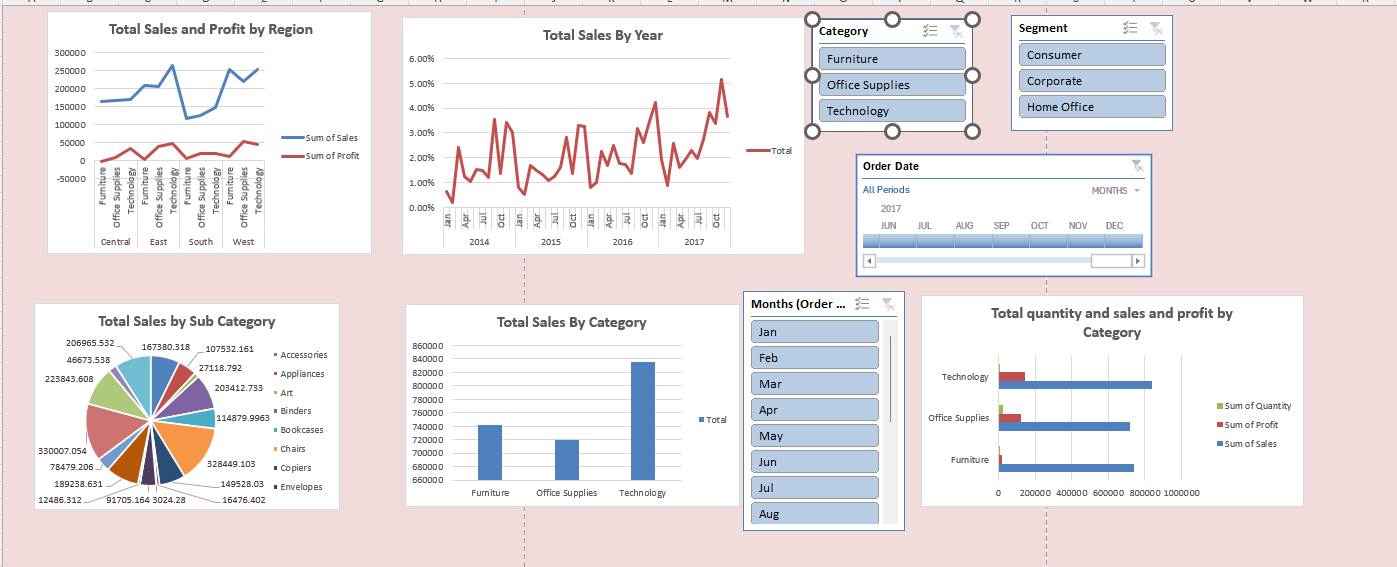 Total Sales and Profit by Region
300000
250000
200000
150000
100000
50000
0
-50000
Furniture
Office Supplies
Technology
Furniture
Office Supplies
Technology
Furniture
Office Supplies
Technology
Furniture
Office Supplies
Technology
Central East South West
Sum of Sales
Sum of Profit
Total Sales By Year
6.00%
5.00%
4.00%
3.00%
2.00%
1.00%
0.00%
Jan Apr Jul Oct Jan Apr Jul Oct Jan Apr Jul Oct Jan Apr Jul Oct
2014 2015 2016 2017
Total
Category
Furniture
Office Supplies
Technology
Segment
Consumer
Corporate
Home Office
Order Date
All Periods MONTHS
2017
JUN JUL AUG SEP OCT NOV DEC
Total Sales by Sub Category
206965.532
167380.318
107532.161
46673.538
27118.792
223843.608
203412.733
114879.9963
330007.054
328449.103
78479.206
189238.631
149528.03
12486.312
91705.164
3024.28
16476.402
Accessories
Appliances
Art
Binders
Bookcases
Chairs
Copiers
Envelopes
Total Sales By Category
860000
840000
820000
800000
780000
760000
740000
720000
700000
680000
660000
Furniture Office Supplies Technology
Total
Months (Order ...
Jan
Feb
Mar
Apr
May
Jun
Jul
Aug
Total quantity and sales and profit by
Category
Technology
Office Supplies
Furniture
0 200000 400000 600000 800000 1000000
Sum of Quantity
Sum of Profit
Sum of Sales